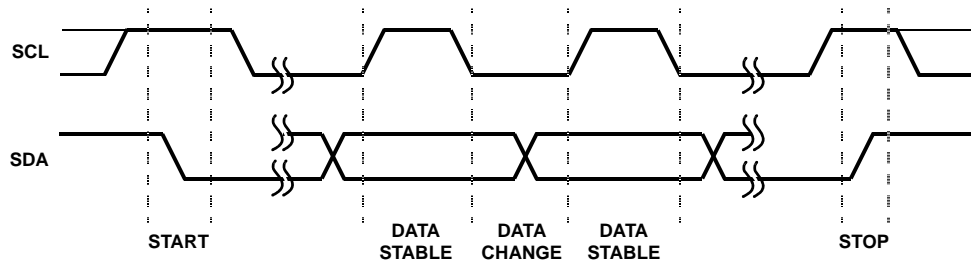 SCL
SDA
START
DATA
STABLE
DATA
CHANGE
DATA
STABLE
STOP